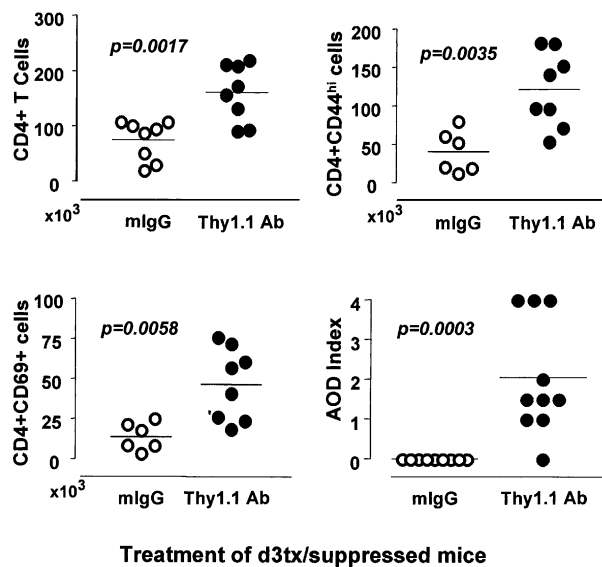 300
200
100
0
CD4+ T Cells
p=0.0017
x10³
mIgG Thy1.1 Ab
200
150
100
50
0
CD4+CD44hi cells
p=0.0035
x10³
mIgG Thy1.1 Ab
100
75
50
25
0
CD4+CD69+ cells
p=0.0058
x10³
mIgG Thy1.1 Ab
4
3
2
1
0
AOD Index
p=0.0003
mIgG Thy1.1 Ab
Treatment of d3tx/suppressed mice